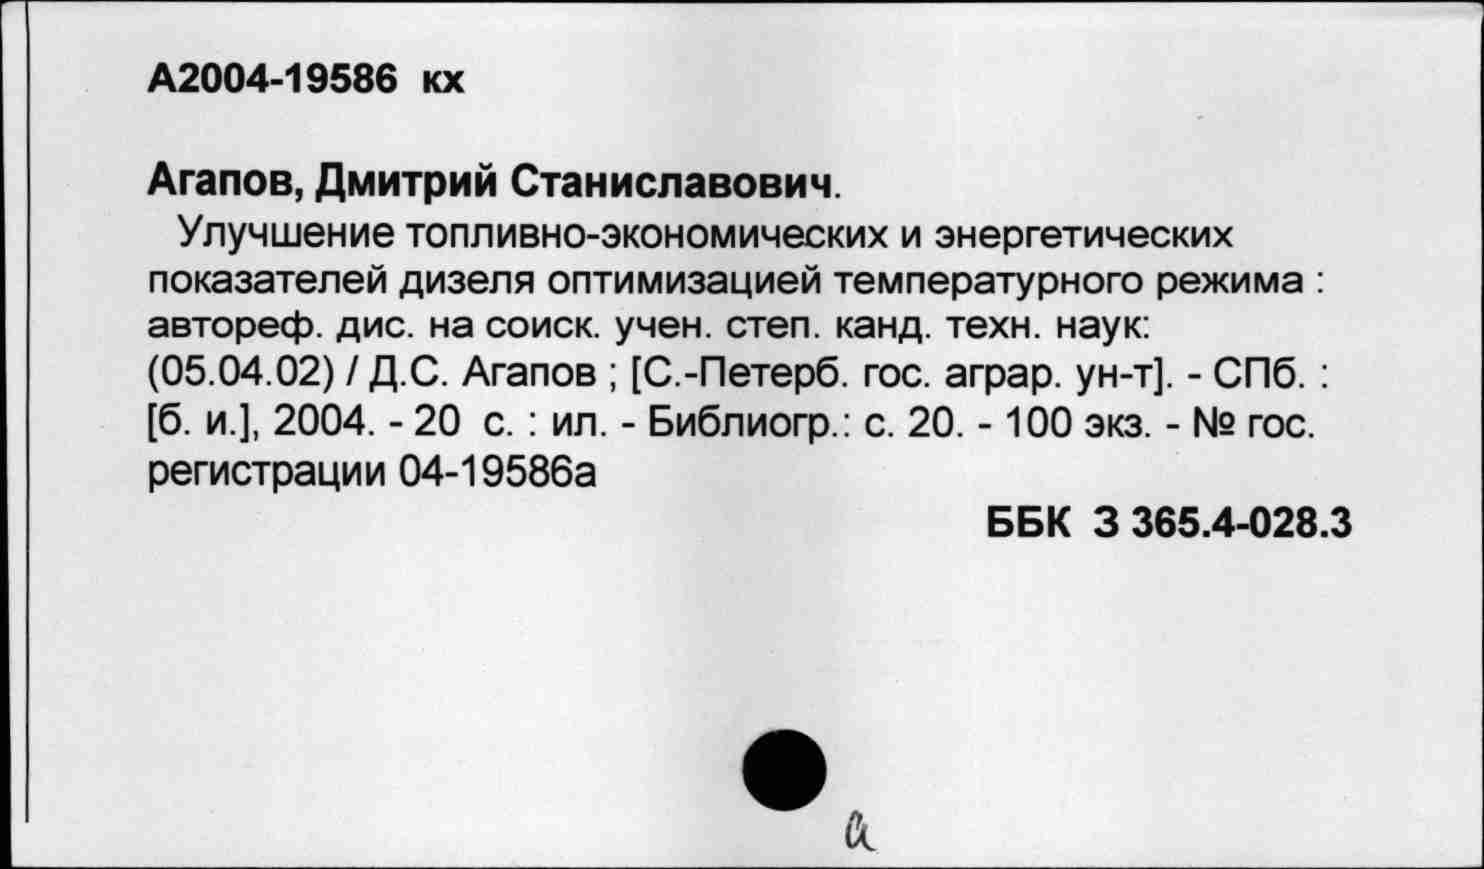 А2004-19586 кх
Агапов, Дмитрий Станиславович.
Улучшение топливно-экономических и энергетических
показателей дизеля оптимизацией температурного режима :
автореф. дис. на соиск. учен. степ. канд. техн. наук:
(05.04.02) / Д.С. Агапов ; [С.-Петерб. гос. аграр. ун-т]. - СПб. :
[б. и.], 2004. - 20 с. : ил. - Библиогр.: с. 20. - 100 экз. - № гос.
регистрации 04-19586а
ББК З 365.4-028.3
а